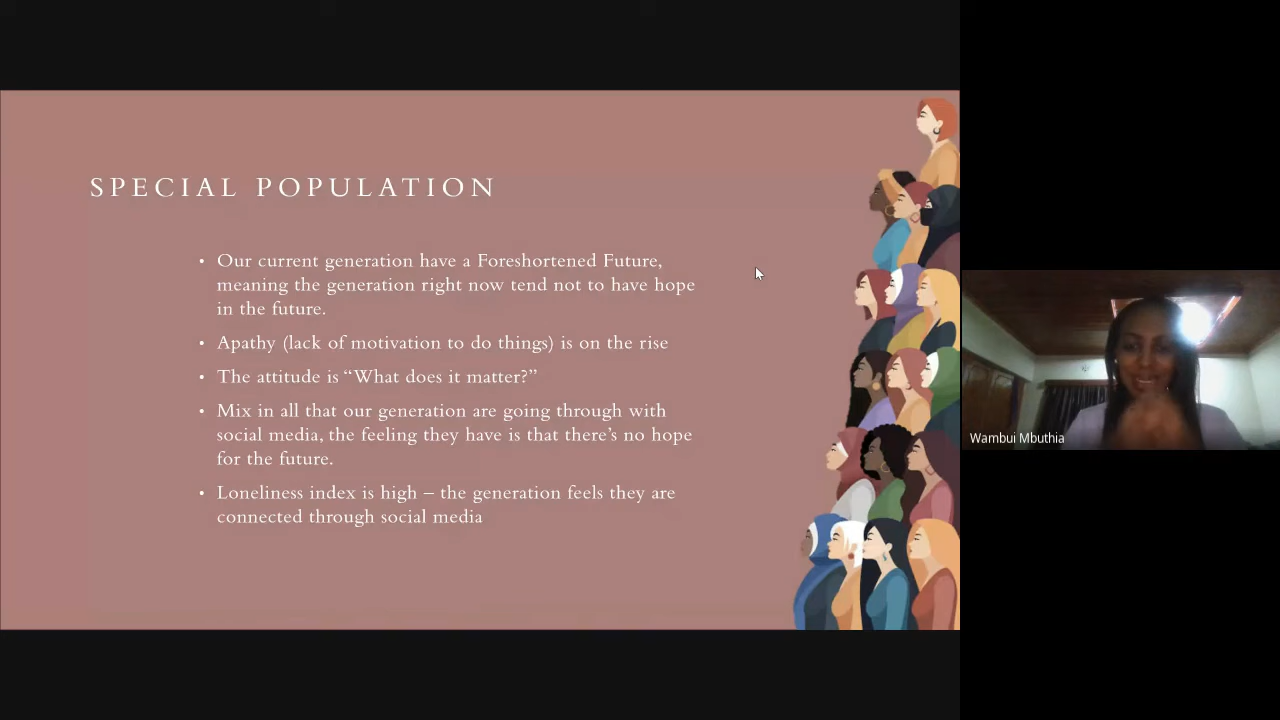 SPECIAL POPULATION
• Our current generation have a Foreshortened Future,
meaning the generation right now tend not to have hope
in the future.
• Apathy (lack of motivation to do things) is on the rise
• The attitude is “What does it matter?”
• Mix in all that our generation are going through with
social media, the feeling they have is that there’s no hope
for the future.
• Loneliness index is high – the generation feels they are
connected through social media
Wambui Mbuthia